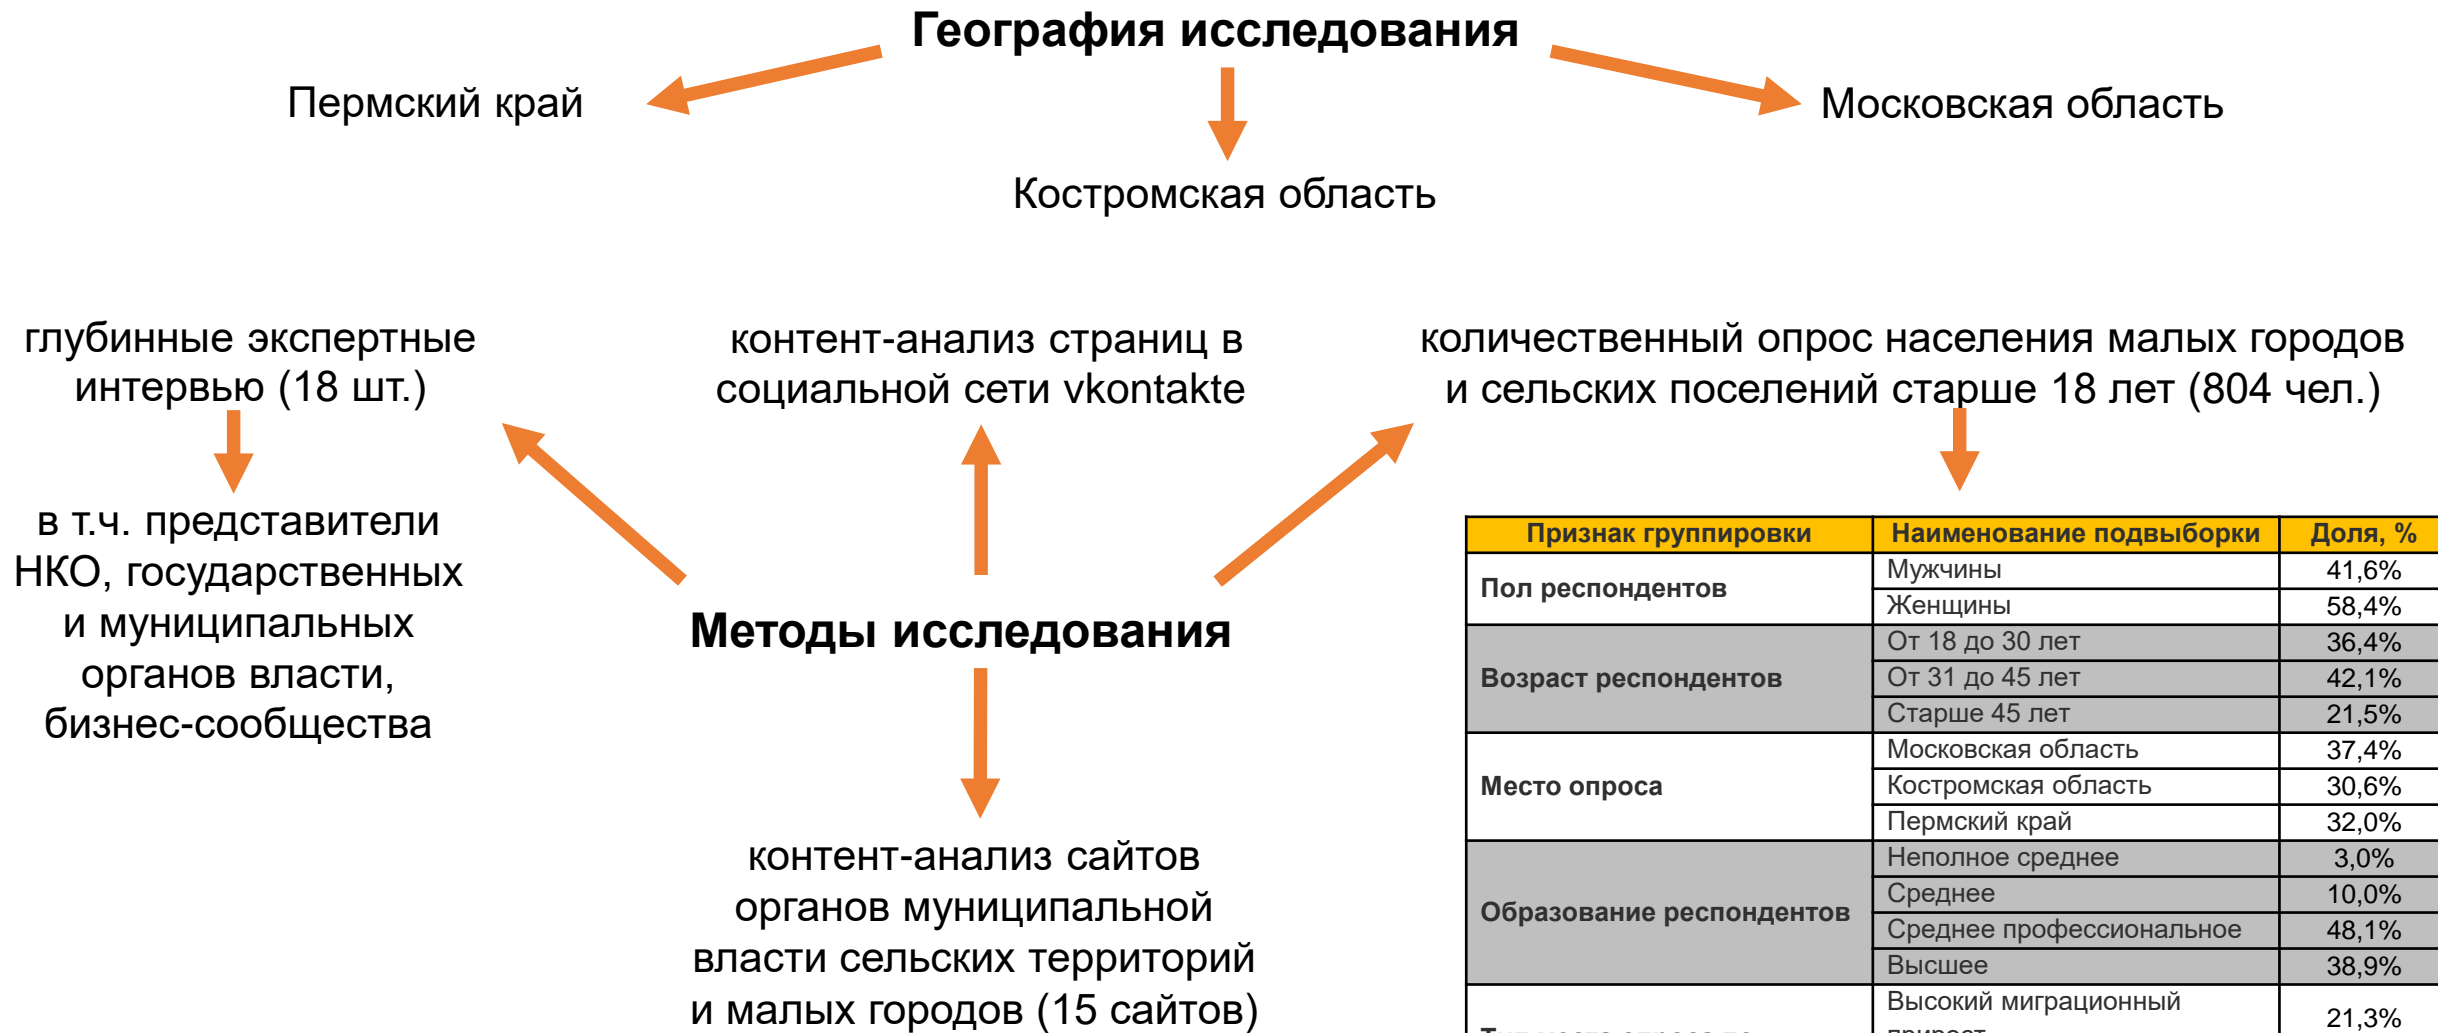 География исследования
Пермский край
Московская область
Костромская область
глубинные экспертные
интервью (18 шт.)
контент-анализ страниц в
социальной сети vkontakte
количественный опрос населения малых городов
и сельских поселений старше 18 лет (804 чел.)
в т.ч. представители
НКО, государственных
и муниципальных
органов власти,
бизнес-сообщества
Методы исследования
контент-анализ сайтов
органов муниципальной
власти сельских территорий
и малых городов (15 сайтов)
Признак группировки Наименование подвыборки Доля, %
Пол респондентов
Мужчины 41,6%
Женщины 58,4%
Возраст респондентов
От 18 до 30 лет 36,4%
От 31 до 45 лет 42,1%
Старше 45 лет 21,5%
Место опроса
Московская область 37,4%
Костромская область 30,6%
Пермский край 32,0%
Образование респондентов
Неполное среднее 3,0%
Среднее 10,0%
Среднее профессиональное 48,1%
Высшее 38,9%
Высокий миграционный
21,3%